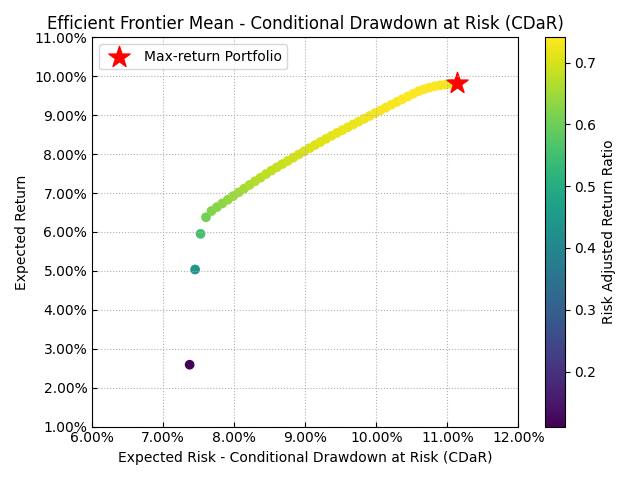 Efficient Frontier Mean - Conditional Drawdown at Risk (CDaR)
Max-return Portfolio
Expected Return
11.00%
10.00%
9.00%
8.00%
7.00%
6.00%
5.00%
4.00%
3.00%
2.00%
1.00%
6.00% 7.00% 8.00% 9.00% 10.00% 11.00% 12.00%
Expected Risk - Conditional Drawdown at Risk (CDaR)
0.7
0.6
0.5
0.4
0.3
0.2
Risk Adjusted Return Ratio